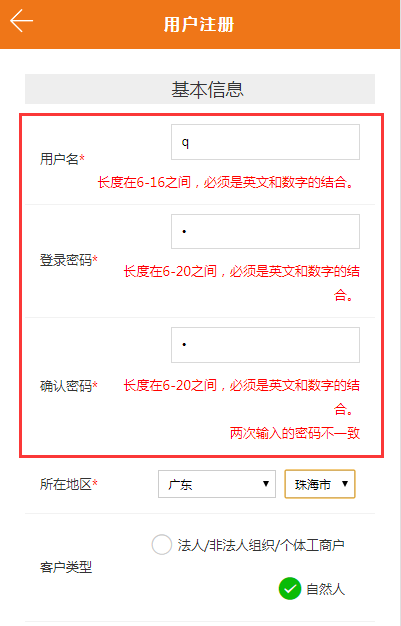 用户注册
基本信息
用户名* q
长度在6-16之间，必须是英文和数字的结合。
登录密码* •
长度在6-20之间，必须是英文和数字的结
合。
确认密码* •
长度在6-20之间，必须是英文和数字的结
合。
两次输入的密码不一致
所在地区* 广东 珠海市
法人/非法人组织/个体工商户
客户类型
自然人